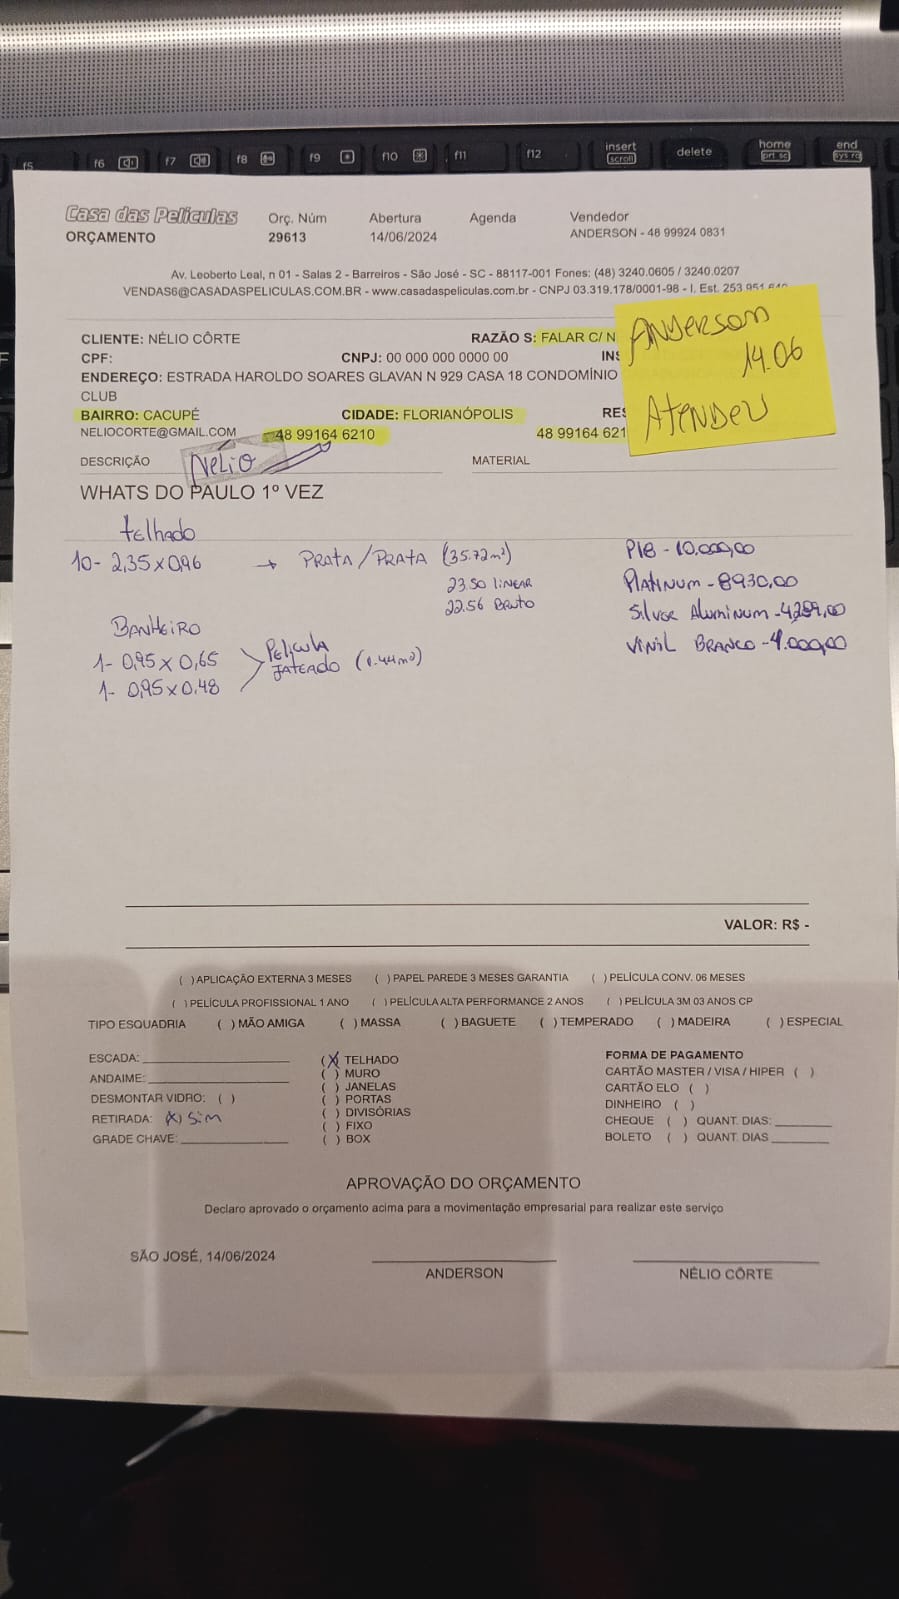 f5 f6 f7 f8 f9 f10 f11 f12 insert scroll delete home prt sc end sys rq
F
Casa das Películas Orç. Núm Abertura Agenda Vendedor
ORÇAMENTO 29613 14/06/2024 ANDERSON - 48 99924 0831
Av. Leoberto Leal, n 01 - Salas 2 - Barreiros - São José - SC - 88117-001 Fones: (48) 3240.0605 / 3240.0207
VENDAS6@CASADASPELICULAS.COM.BR - www.casadaspeliculas.com.br - CNPJ 03.319.178/0001-98 - I. Est. 253
CLIENTE: NÉLIO CÔRTE RAZÃO S: FALAR C/ N
CPF: CNPJ: 00 000 000 0000 00 INS
ENDEREÇO: ESTRADA HAROLDO SOARES GLAVAN N 929 CASA 18 CONDOMÍNIO
CLUB
BAIRRO: CACUPÉ CIDADE: FLORIANÓPOLIS RES
NELIOCORTE@GMAIL.COM 48 99164 6210 48 99164 621
Anderson
14.06
Atendeu
DESCRIÇÃO Nélio MATERIAL
WHATS DO PAULO 1º VEZ
telhado
10- 2,35 x 0,96 → PRATA / PRATA (35.72m²) P18 - 10.000,00
23.50 linear PLATINUM - 8930,00
22.56 Bruto Silver Aluminum - 4289,00
BANHEIRO VINIL BRANCO - 4.000,00
1- 0,95 x 0,65 Película
1- 0,95 x 0,48 JATEADO (1.44m²)
VALOR: R$ -
( ) APLICAÇÃO EXTERNA 3 MESES ( ) PAPEL PAREDE 3 MESES GARANTIA ( ) PELÍCULA CONV. 06 MESES
( ) PELÍCULA PROFISSIONAL 1 ANO ( ) PELÍCULA ALTA PERFORMANCE 2 ANOS ( ) PELÍCULA 3M 03 ANOS CP
TIPO ESQUADRIA ( ) MÃO AMIGA ( ) MASSA ( ) BAGUETE ( ) TEMPERADO ( ) MADEIRA ( ) ESPECIAL
ESCADA: (X) TELHADO FORMA DE PAGAMENTO
ANDAIME: ( ) MURO CARTÃO MASTER / VISA / HIPER ( )
DESMONTAR VIDRO: ( ) ( ) JANELAS CARTÃO ELO ( )
RETIRADA: (X) Sim ( ) PORTAS DINHEIRO ( )
GRADE CHAVE: ( ) DIVISÓRIAS CHEQUE ( ) QUANT. DIAS:
( ) FIXO BOLETO ( ) QUANT. DIAS
( ) BOX
APROVAÇÃO DO ORÇAMENTO
Declaro aprovado o orçamento acima para a movimentação empresarial para realizar este serviço
SÃO JOSÉ, 14/06/2024
ANDERSON NÉLIO CÔRTE